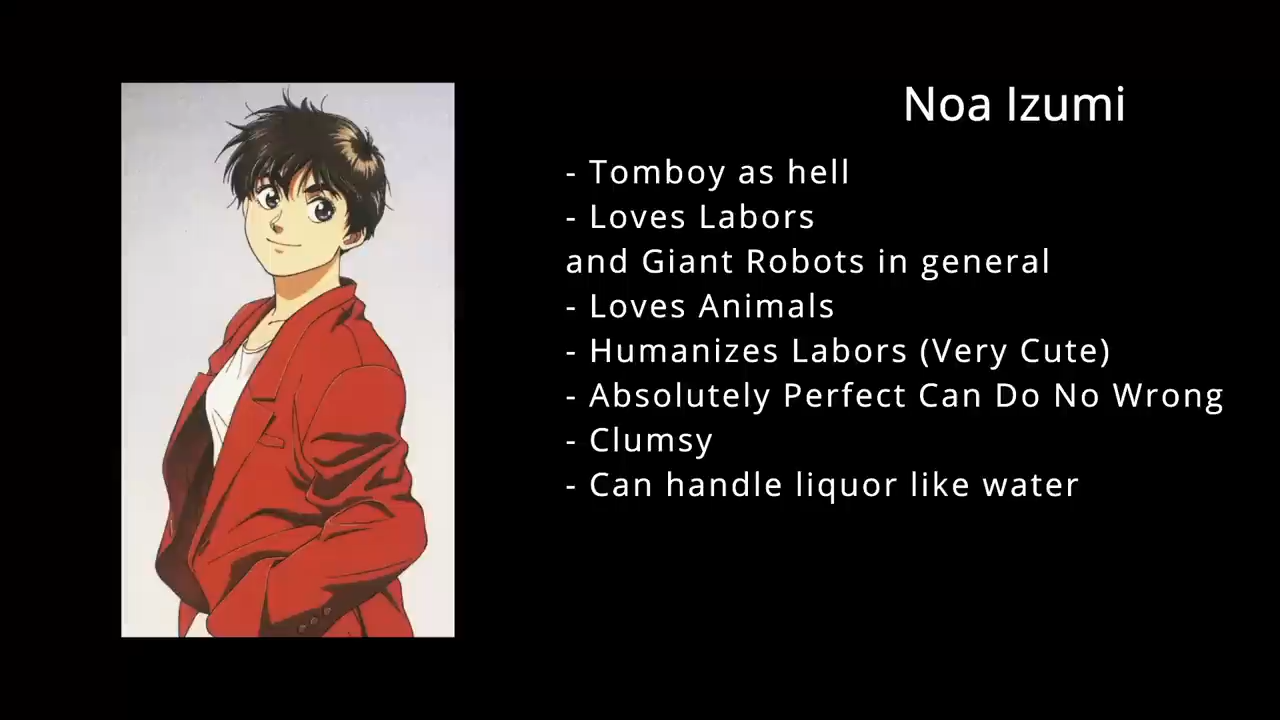 Noa Izumi
- Tomboy as hell
- Loves Labors
and Giant Robots in general
- Loves Animals
- Humanizes Labors (Very Cute)
- Absolutely Perfect Can Do No Wrong
- Clumsy
- Can handle liquor like water